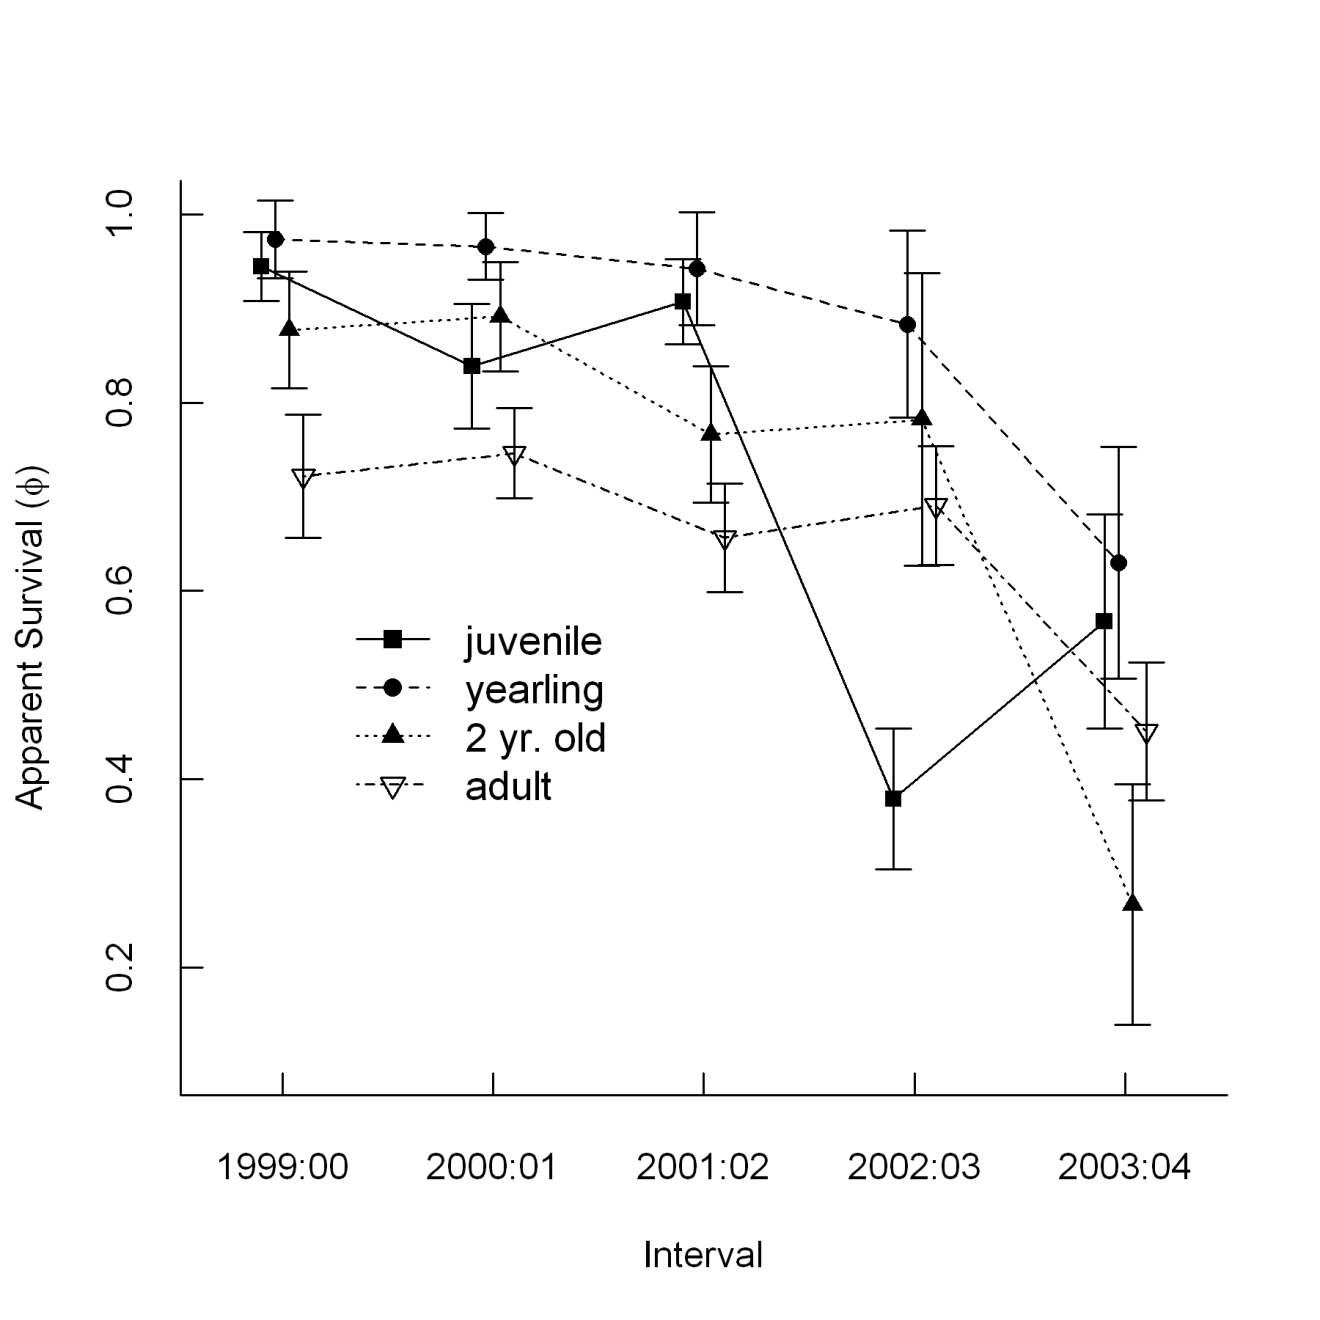 Apparent Survival (ϕ)
1.0
0.8
0.6
0.4
0.2
juvenile
yearling
2 yr. old
adult
1999:00 2000:01 2001:02 2002:03 2003:04
Interval